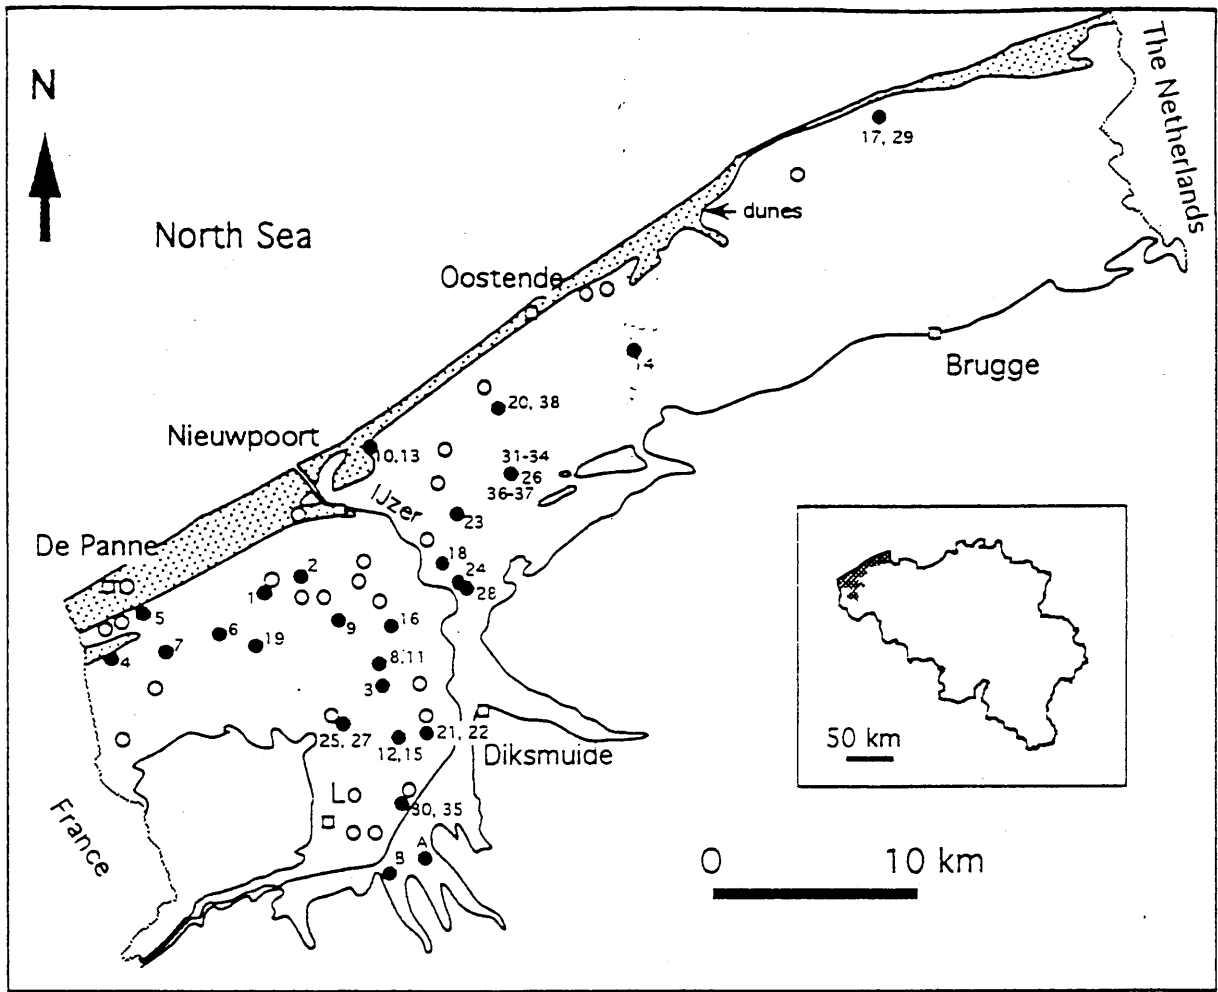 The Netherlands
N
17, 29
dunes
North Sea
Oostende
14
Brugge
20, 38
Nieuwpoort
10,13
31-34
26
36-37
IJzer
23
De Panne
18
24
28
2
1
5
9
16
6
19
7
4
8,11
3
25, 27
21, 22
12,15
Diksmuide
50 km
Lo
30, 35
France
A
B
0 10 km